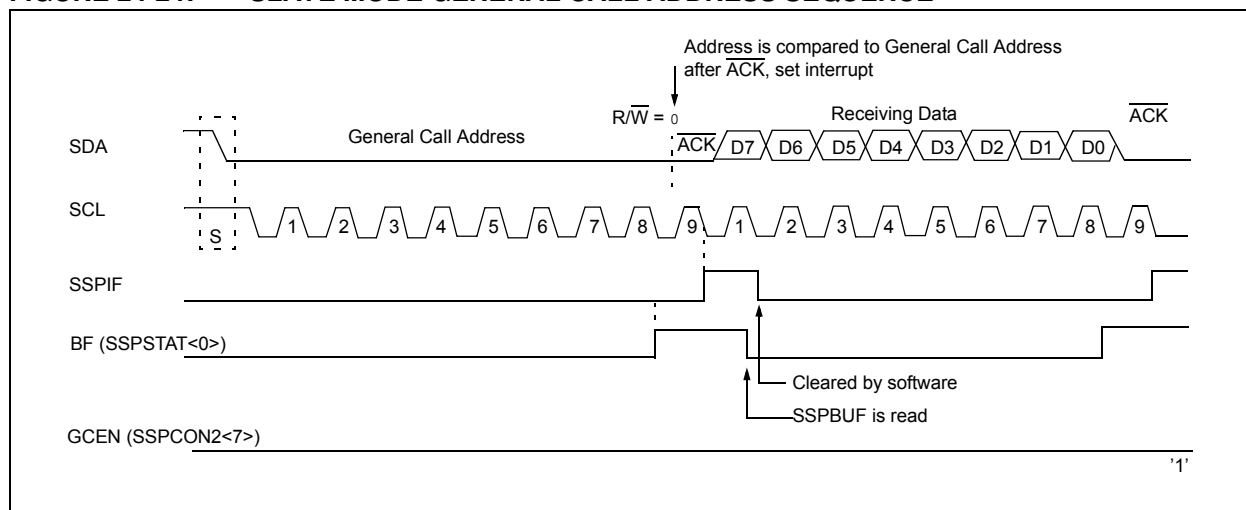 Address is compared to General Call Address
after ACK, set interrupt
R/W = 0
Receiving Data
ACK
SDA
General Call Address
ACK
D7 D6 D5 D4 D3 D2 D1 D0
SCL
S
1 2 3 4 5 6 7 8 9 1 2 3 4 5 6 7 8 9
SSPIF
BF (SSPSTAT<0>)
Cleared by software
SSPBUF is read
GCEN (SSPCON2<7>)
’1’